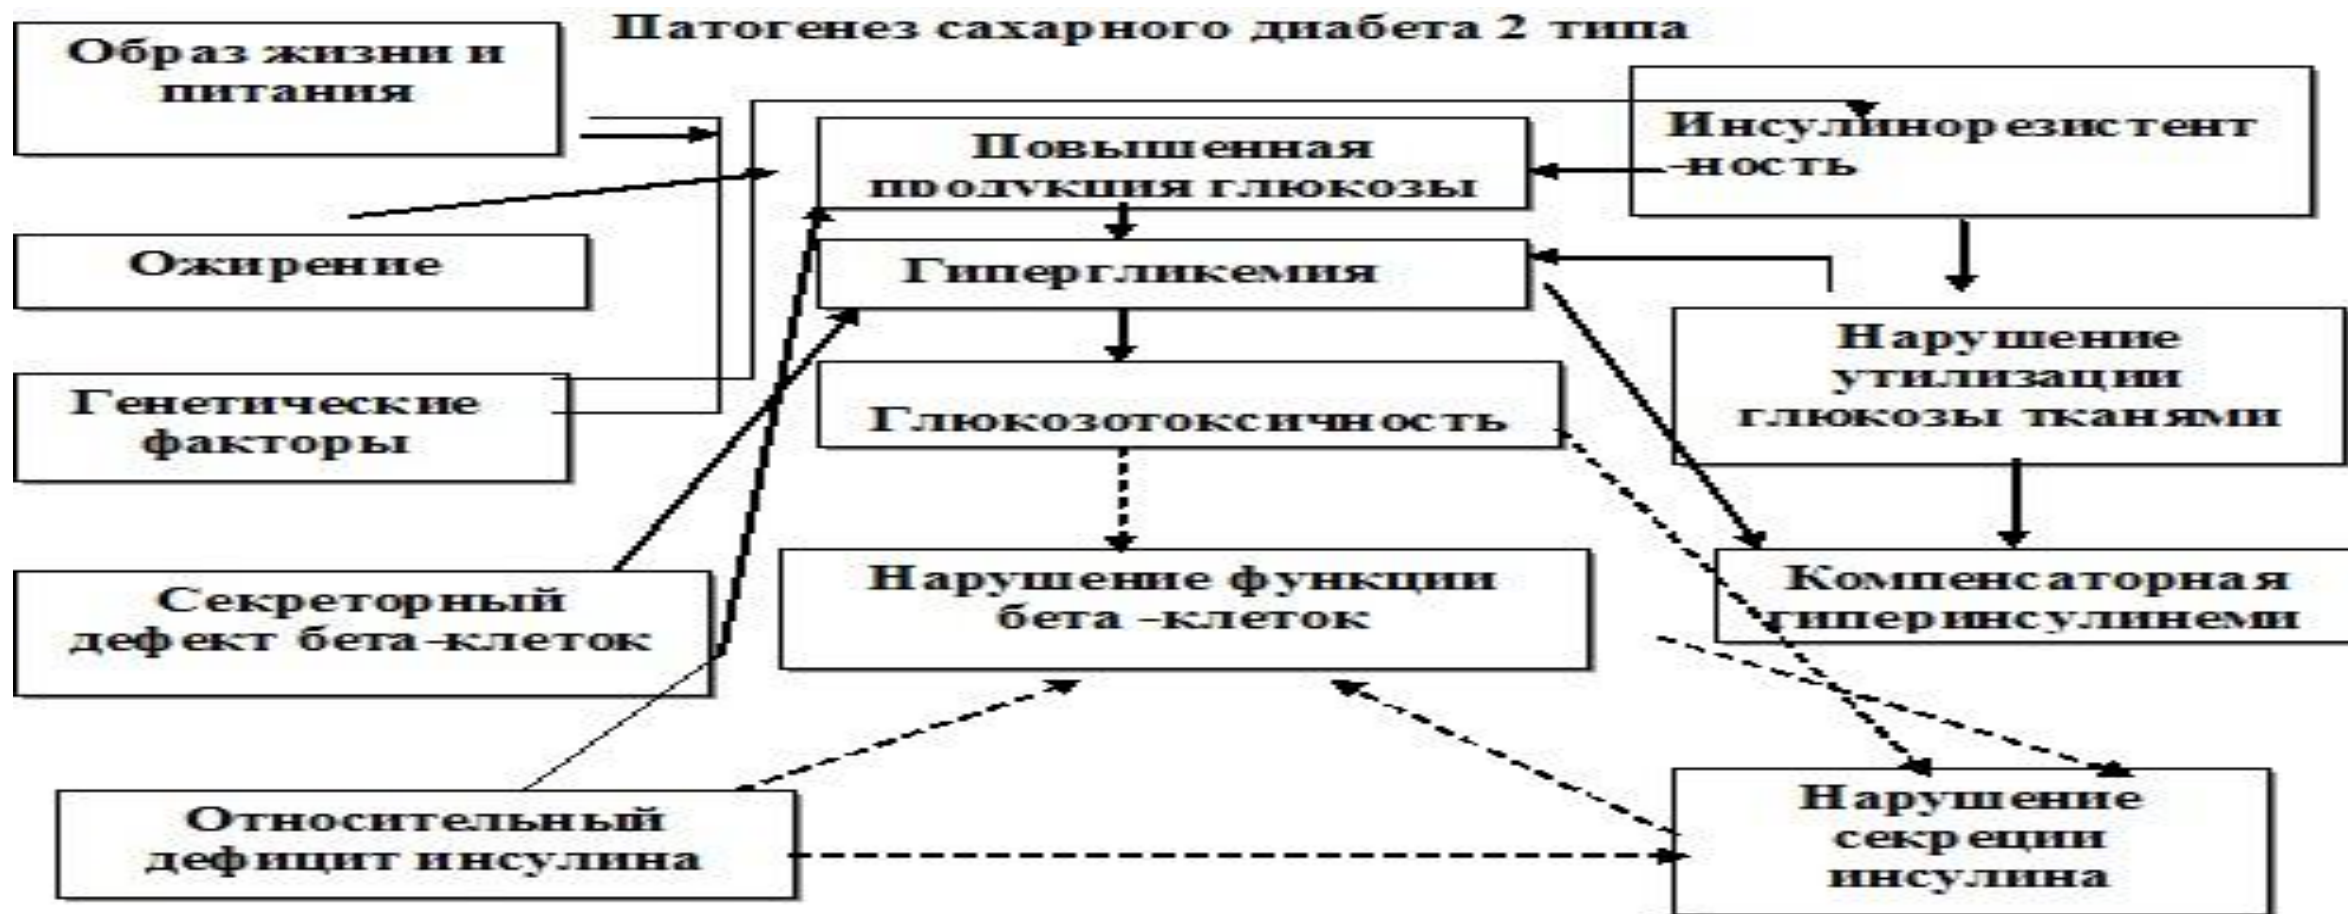 Патогенез сахарного диабета 2 типа
Образ жизни и
питания
Инсулинорезистент
-ность
Повышенная
продукция глюкозы
Ожирение
Гипергликемия
Нарушение
утилизации
глюкозы тканями
Генетические
факторы
Глюкозотоксичность
Секреторный
дефект бета-клеток
Нарушение функции
бета -клеток
Компенсаторная
гиперинсулинеми
Относительный
дефицит инсулина
Нарушение
секреции
инсулина